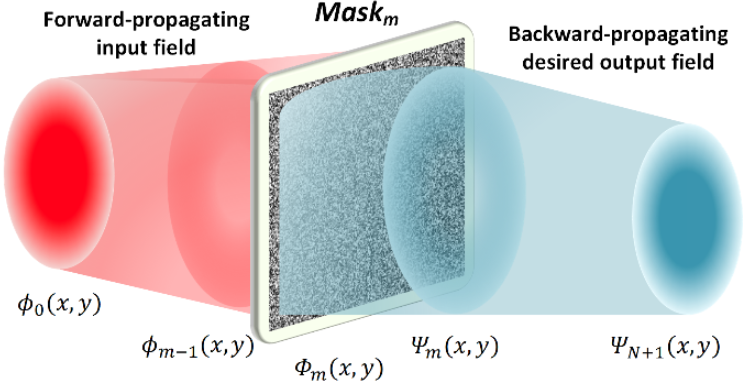 Forward-propagating
input field
Mask_m
Backward-propagating
desired output field
ϕ_0(x, y)
ϕ_{m−1}(x, y)
Φ_m(x, y)
Ψ_m(x, y)
Ψ_{N+1}(x, y)